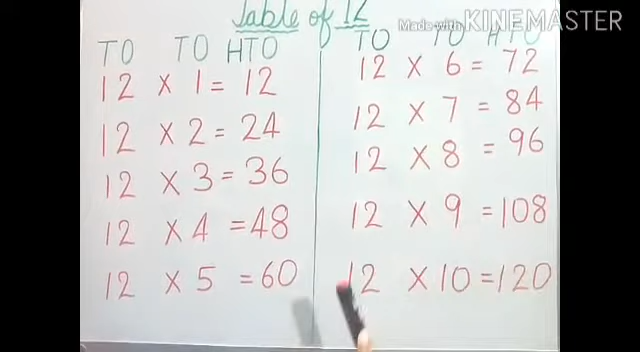 Table of 12
Made with KINEMASTER
TO TO HTO
12 × 1 = 12
12 × 2 = 24
12 × 3 = 36
12 × 4 = 48
12 × 5 = 60
TO TO HTO
12 × 6 = 72
12 × 7 = 84
12 × 8 = 96
12 × 9 = 108
12 × 10 = 120